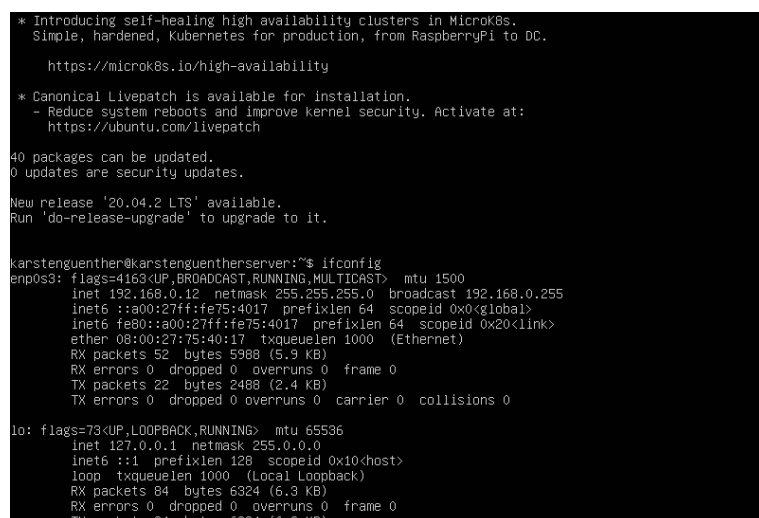 * Introducing self-healing high availability clusters in MicroK8s.
Simple, hardened, Kubernetes for production, from RaspberryPi to DC.
https://microk8s.io/high-availability
* Canonical Livepatch is available for installation.
- Reduce system reboots and improve kernel security. Activate at:
https://ubuntu.com/livepatch
40 packages can be updated.
0 updates are security updates.
New release '20.04.2 LTS' available.
Run 'do-release-upgrade' to upgrade to it.
karstenguenther@karstenguentherserver:~$ ifconfig
enp0s3: flags=4163<UP,BROADCAST,RUNNING,MULTICAST>  mtu 1500
inet 192.168.0.12  netmask 255.255.255.0  broadcast 192.168.0.255
inet6 ::a00:27ff:fe75:4017  prefixlen 64  scopeid 0x0<global>
inet6 fe80::a00:27ff:fe75:4017  prefixlen 64  scopeid 0x20<link>
ether 08:00:27:75:40:17  txqueuelen 1000  (Ethernet)
RX packets 52  bytes 5988 (5.9 KB)
RX errors 0  dropped 0  overruns 0  frame 0
TX packets 22  bytes 2488 (2.4 KB)
TX errors 0  dropped 0 overruns 0  carrier 0  collisions 0
lo: flags=73<UP,LOOPBACK,RUNNING>  mtu 65536
inet 127.0.0.1  netmask 255.0.0.0
inet6 ::1  prefixlen 128  scopeid 0x10<host>
loop  txqueuelen 1000  (Local Loopback)
RX packets 84  bytes 6324 (6.3 KB)
RX errors 0  dropped 0  overruns 0  frame 0